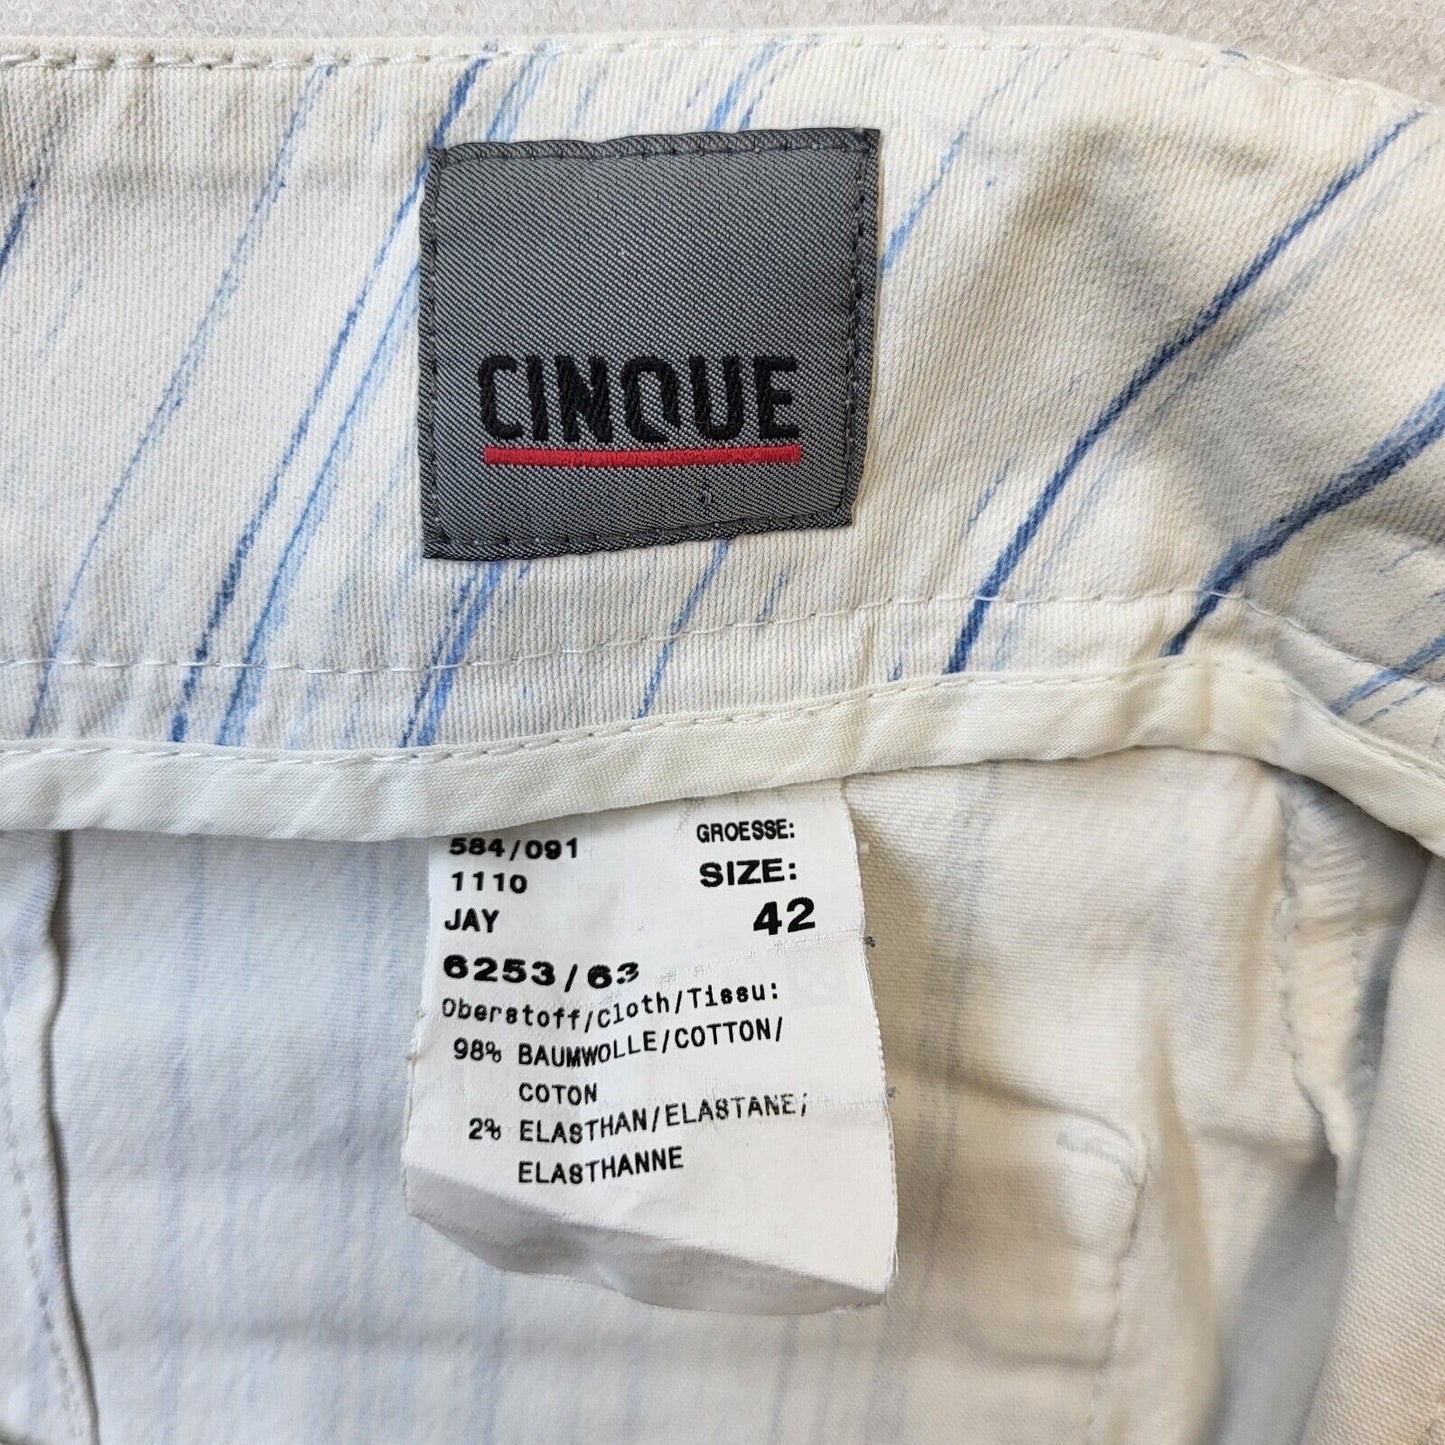 CINQUE
584/091
1110
JAY
6253/63
GROESSE:
SIZE:
42
Oberstoff/Cloth/Tissu:
98% BAUMWOLLE/COTTON/
COTON
2% ELASTHAN/ELASTANE/
ELASTHANNE